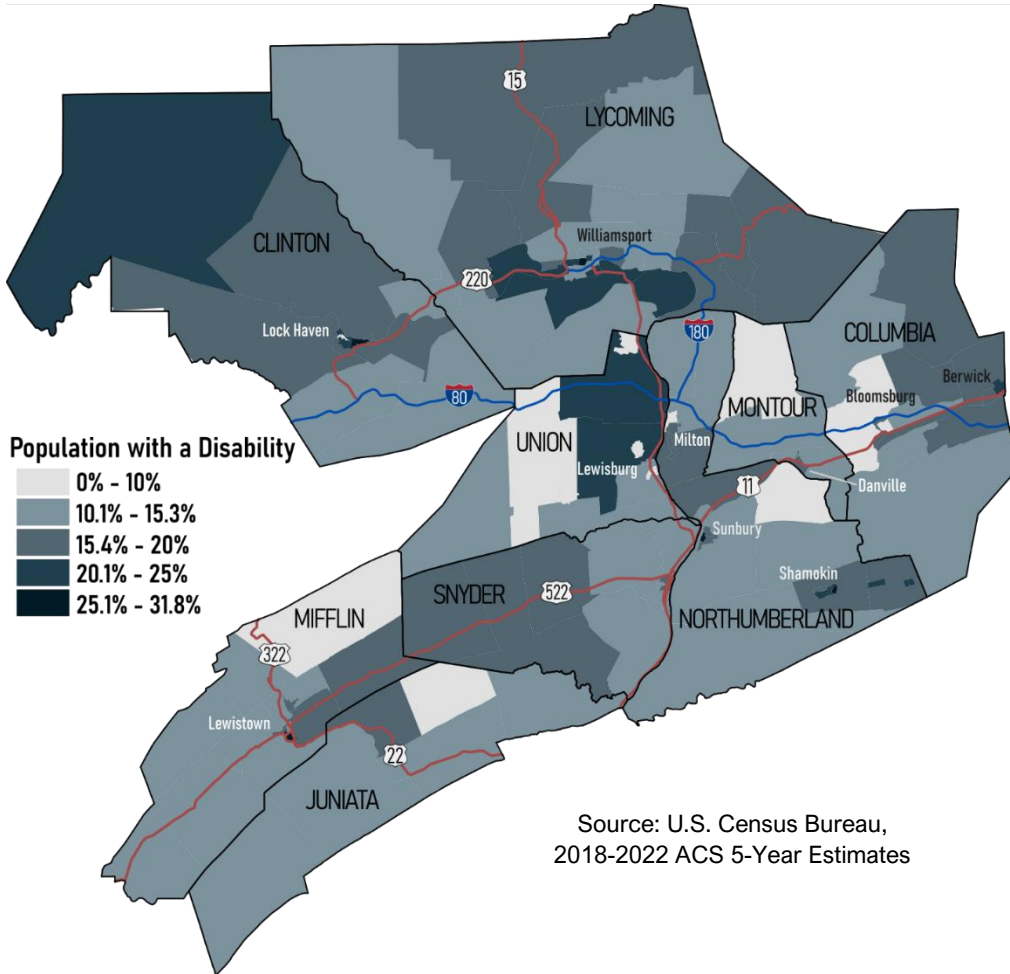 15
LYCOMING
Williamsport
CLINTON
220
Lock Haven
180
COLUMBIA
Berwick
80
Bloomsburg
MONTOUR
UNION
Milton
Lewisburg
Danville
11
Sunbury
Shamokin
SNYDER
522
NORTHUMBERLAND
MIFFLIN
322
Lewistown
22
JUNIATA
Population with a Disability
0% - 10%
10.1% - 15.3%
15.4% - 20%
20.1% - 25%
25.1% - 31.8%
Source: U.S. Census Bureau,
2018-2022 ACS 5-Year Estimates